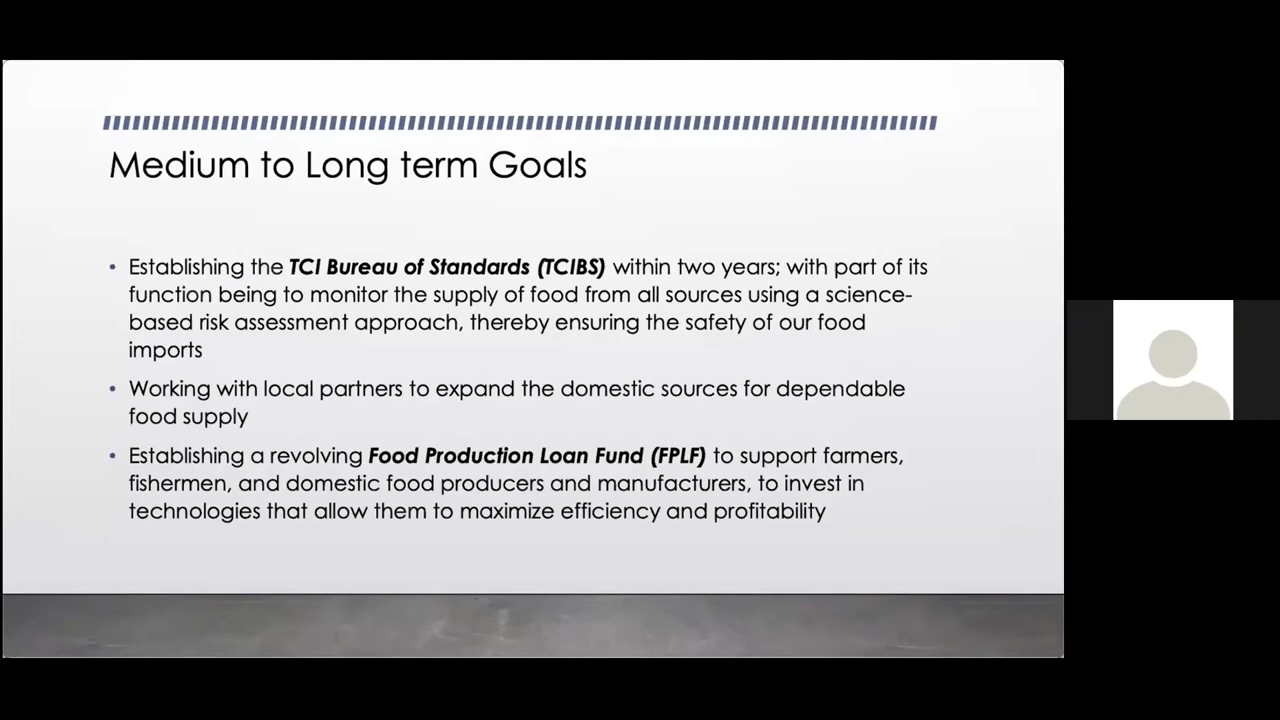 Medium to Long term Goals
• Establishing the TCI Bureau of Standards (TCIBS) within two years; with part of its
function being to monitor the supply of food from all sources using a science-
based risk assessment approach, thereby ensuring the safety of our food
imports
• Working with local partners to expand the domestic sources for dependable
food supply
• Establishing a revolving Food Production Loan Fund (FPLF) to support farmers,
fishermen, and domestic food producers and manufacturers, to invest in
technologies that allow them to maximize efficiency and profitability